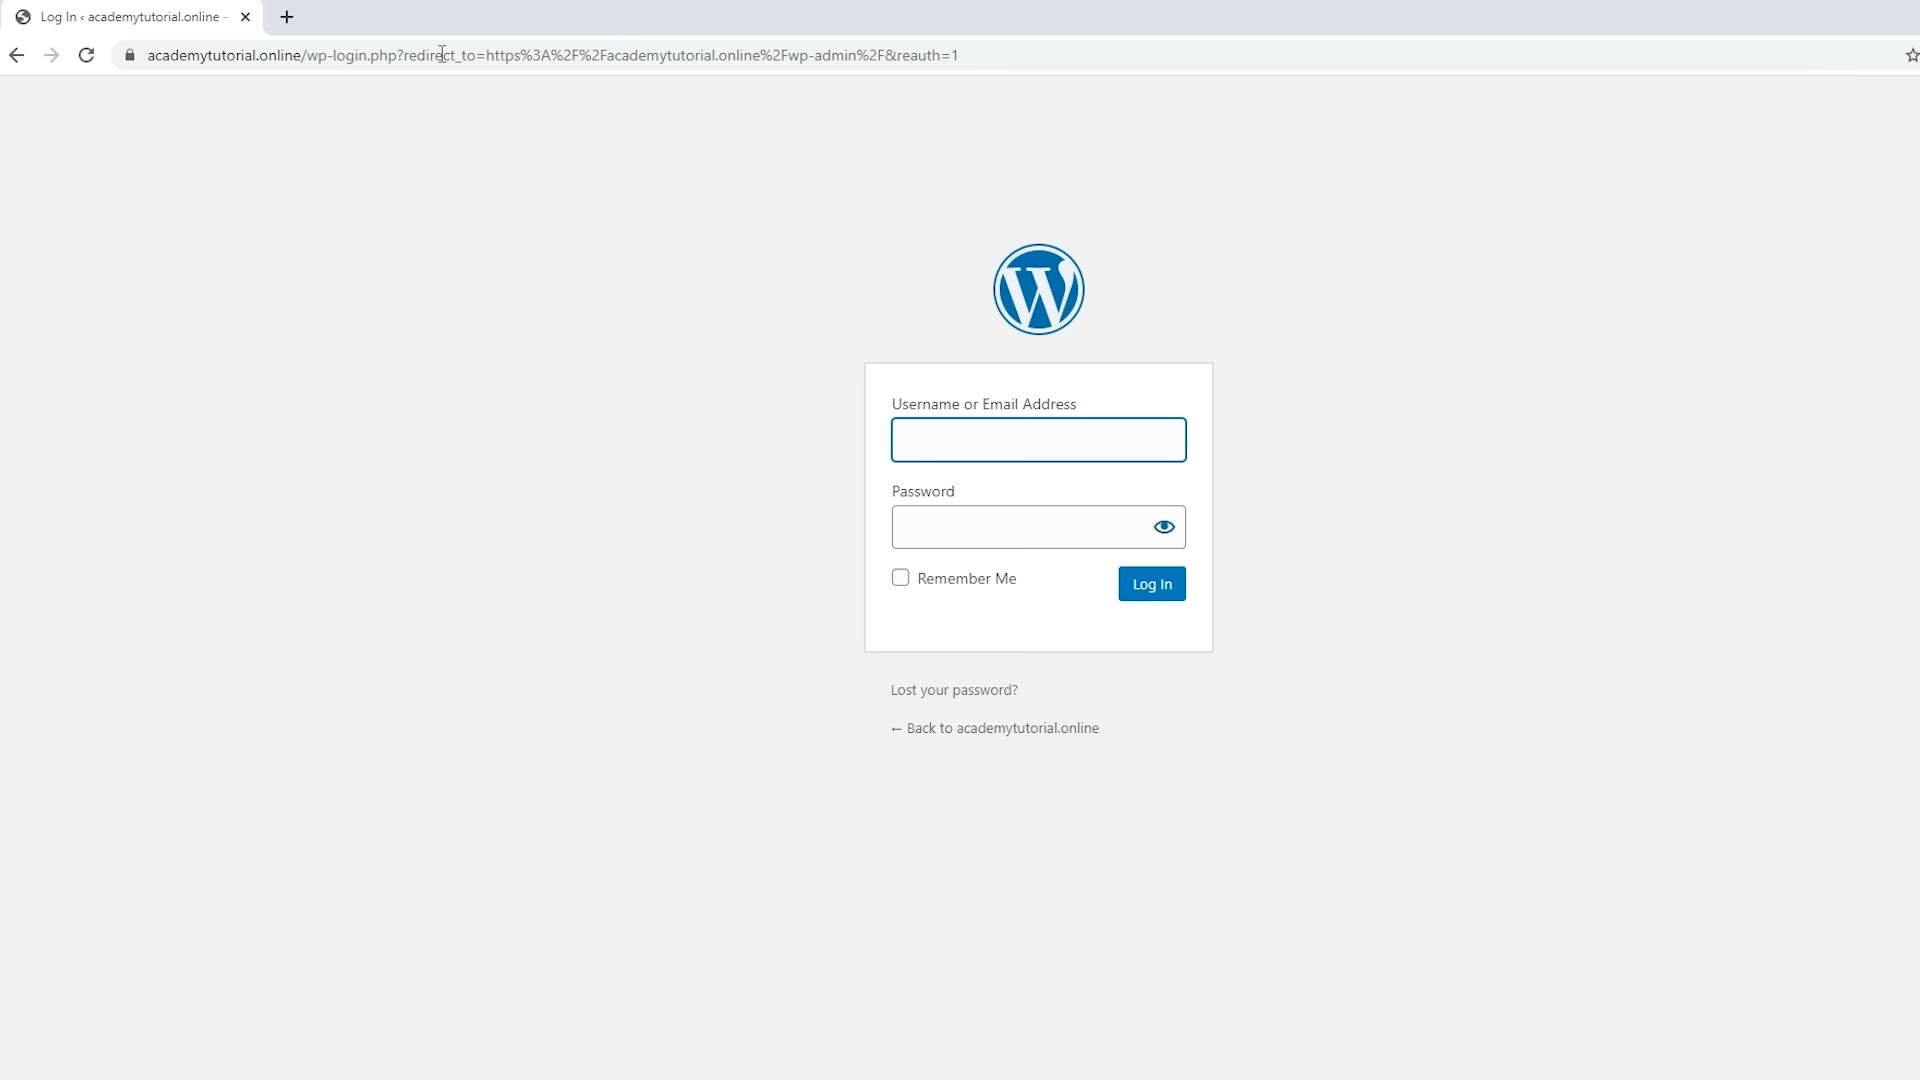 Log In ‹ academytutorial.online –
academytutorial.online/wp-login.php?redirect_to=https%3A%2F%2Facademytutorial.online%2Fwp-admin%2F&reauth=1
Username or Email Address
Password
Remember Me
Log In
Lost your password?
← Back to academytutorial.online